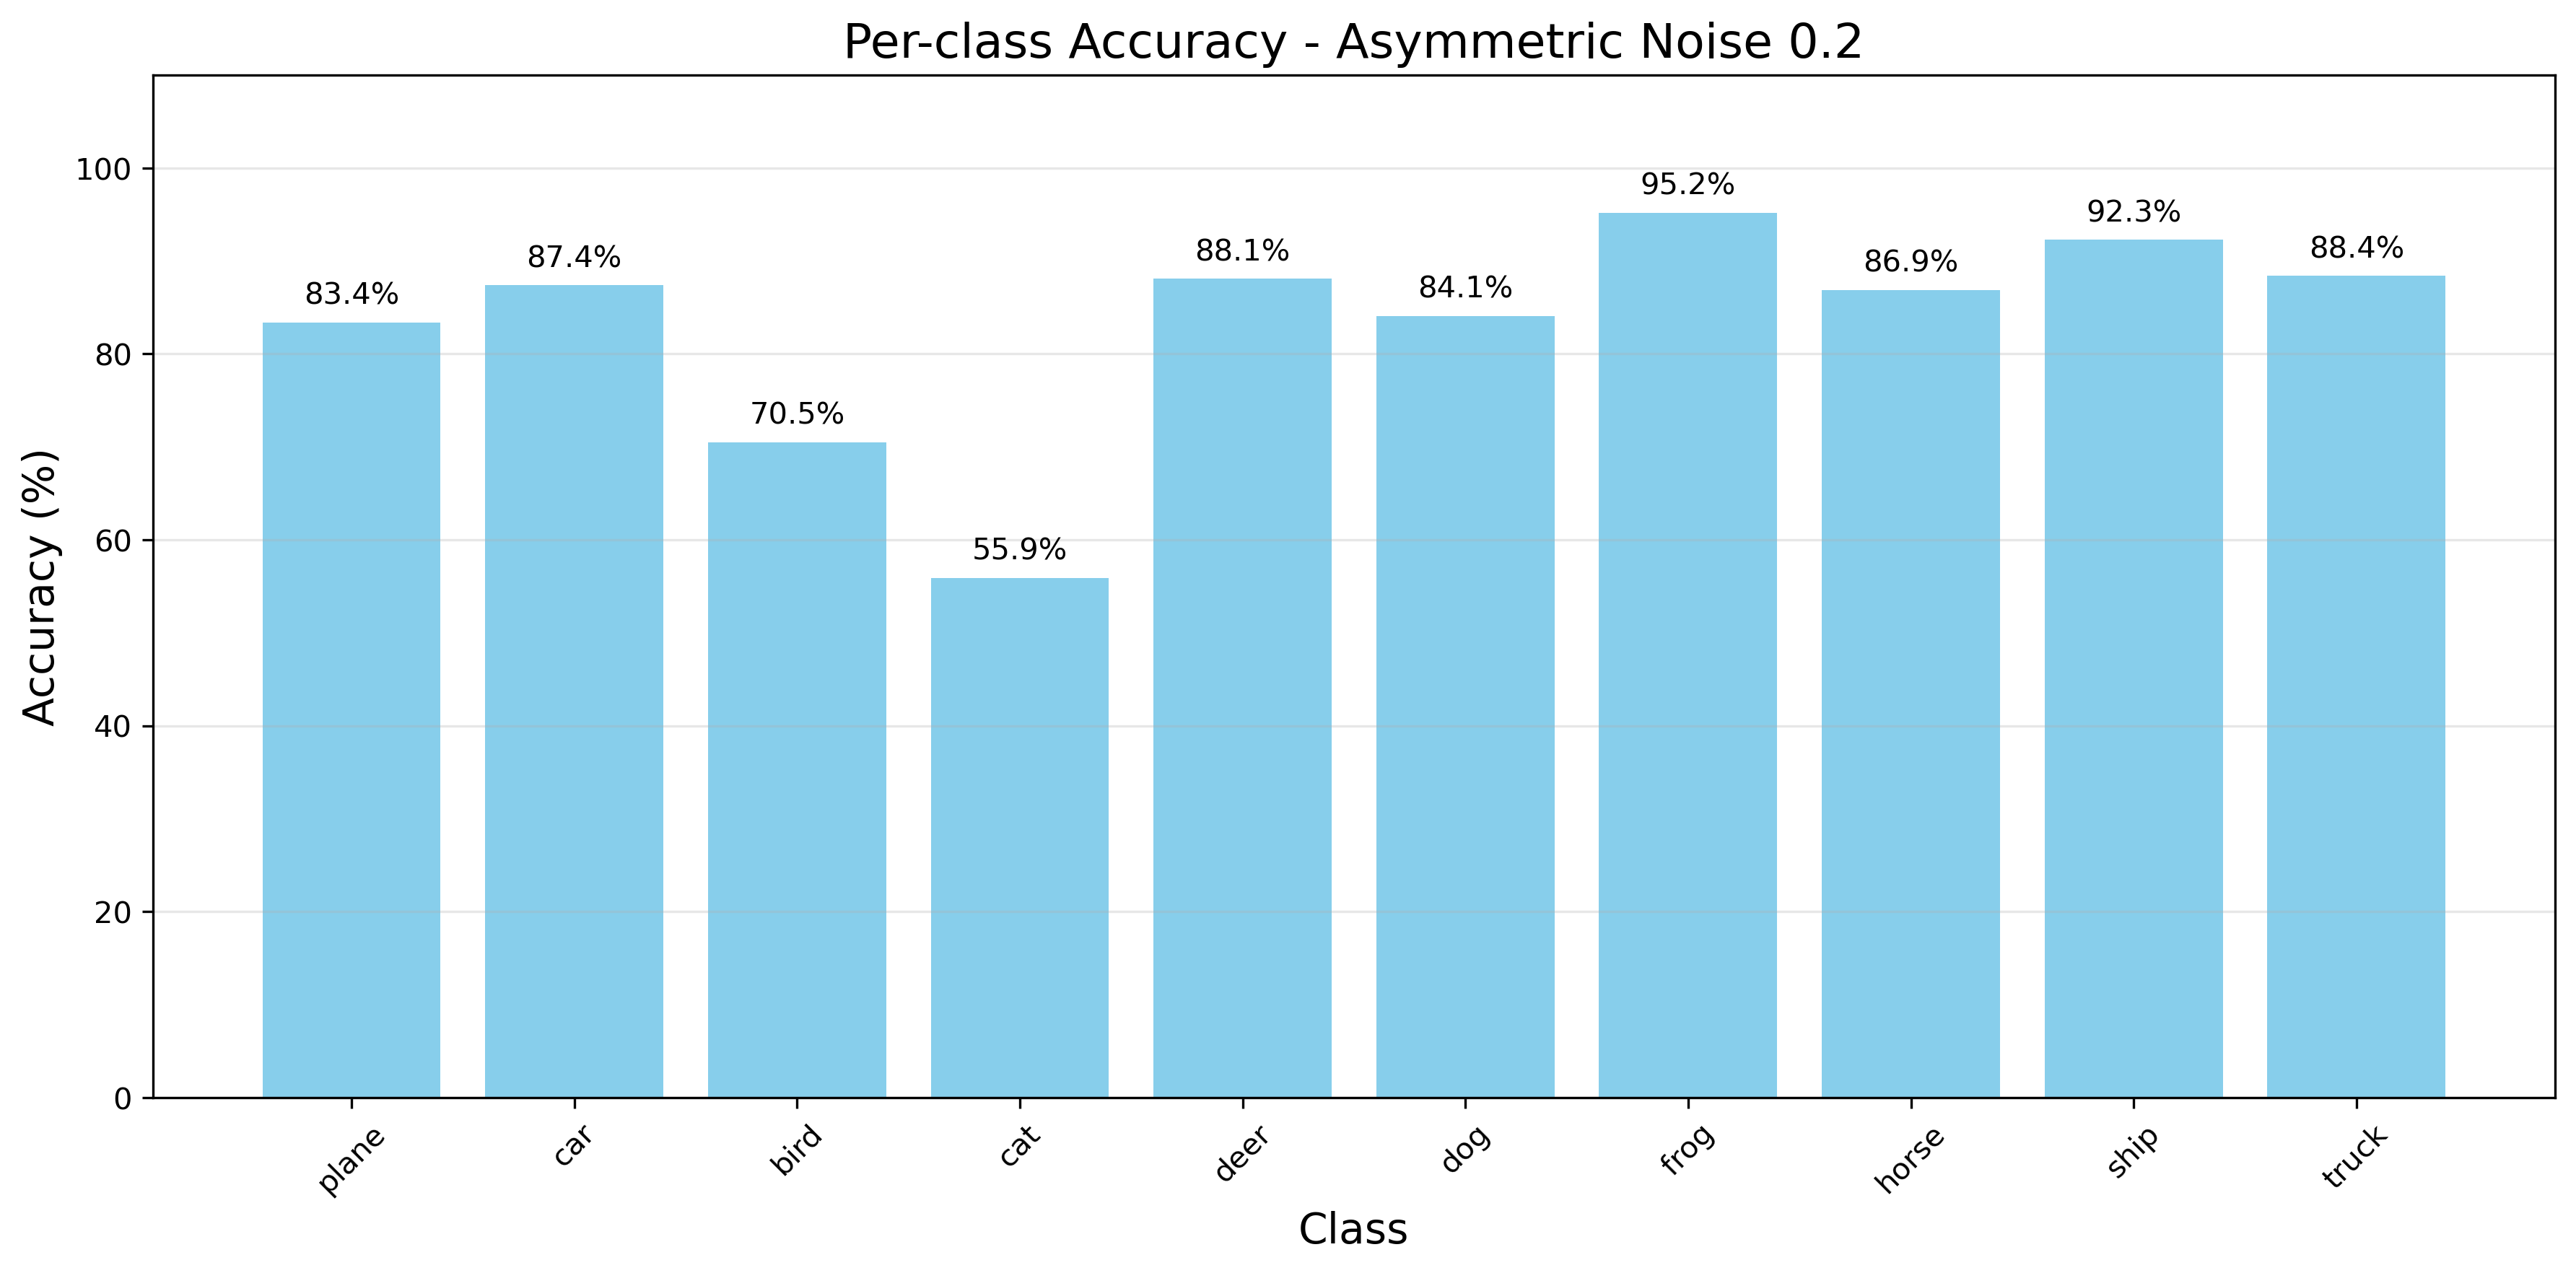 Per-class Accuracy - Asymmetric Noise 0.2
Accuracy (%)
100
80
60
40
20
0
83.4%
87.4%
70.5%
55.9%
88.1%
84.1%
95.2%
86.9%
92.3%
88.4%
plane
car
bird
cat
deer
dog
frog
horse
ship
truck
Class